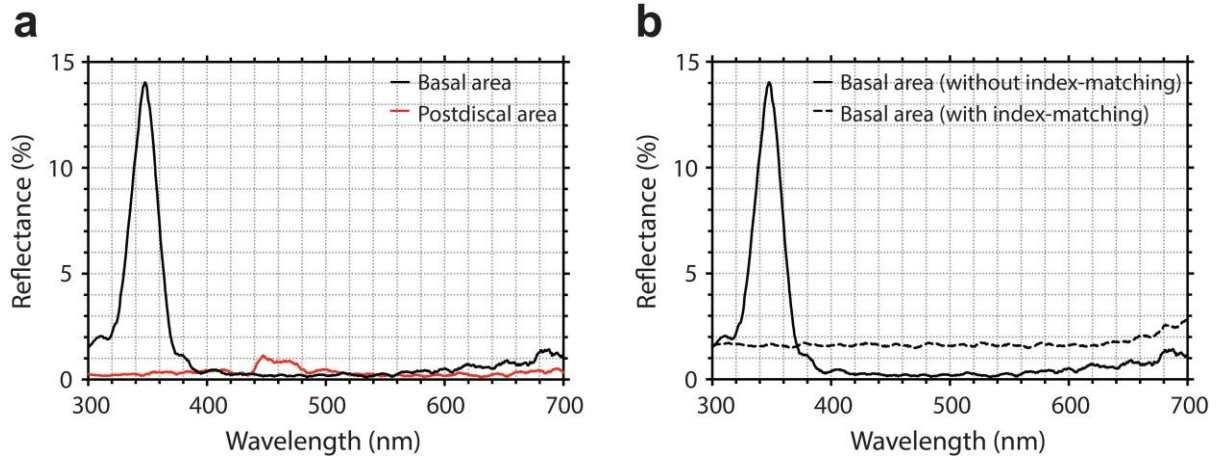 a
15
10
5
0
Reflectance (%)
Basal area
Postdiscal area
300 400 500 600 700
Wavelength (nm)
b
15
10
5
0
Reflectance (%)
Basal area (without index-matching)
Basal area (with index-matching)
300 400 500 600 700
Wavelength (nm)